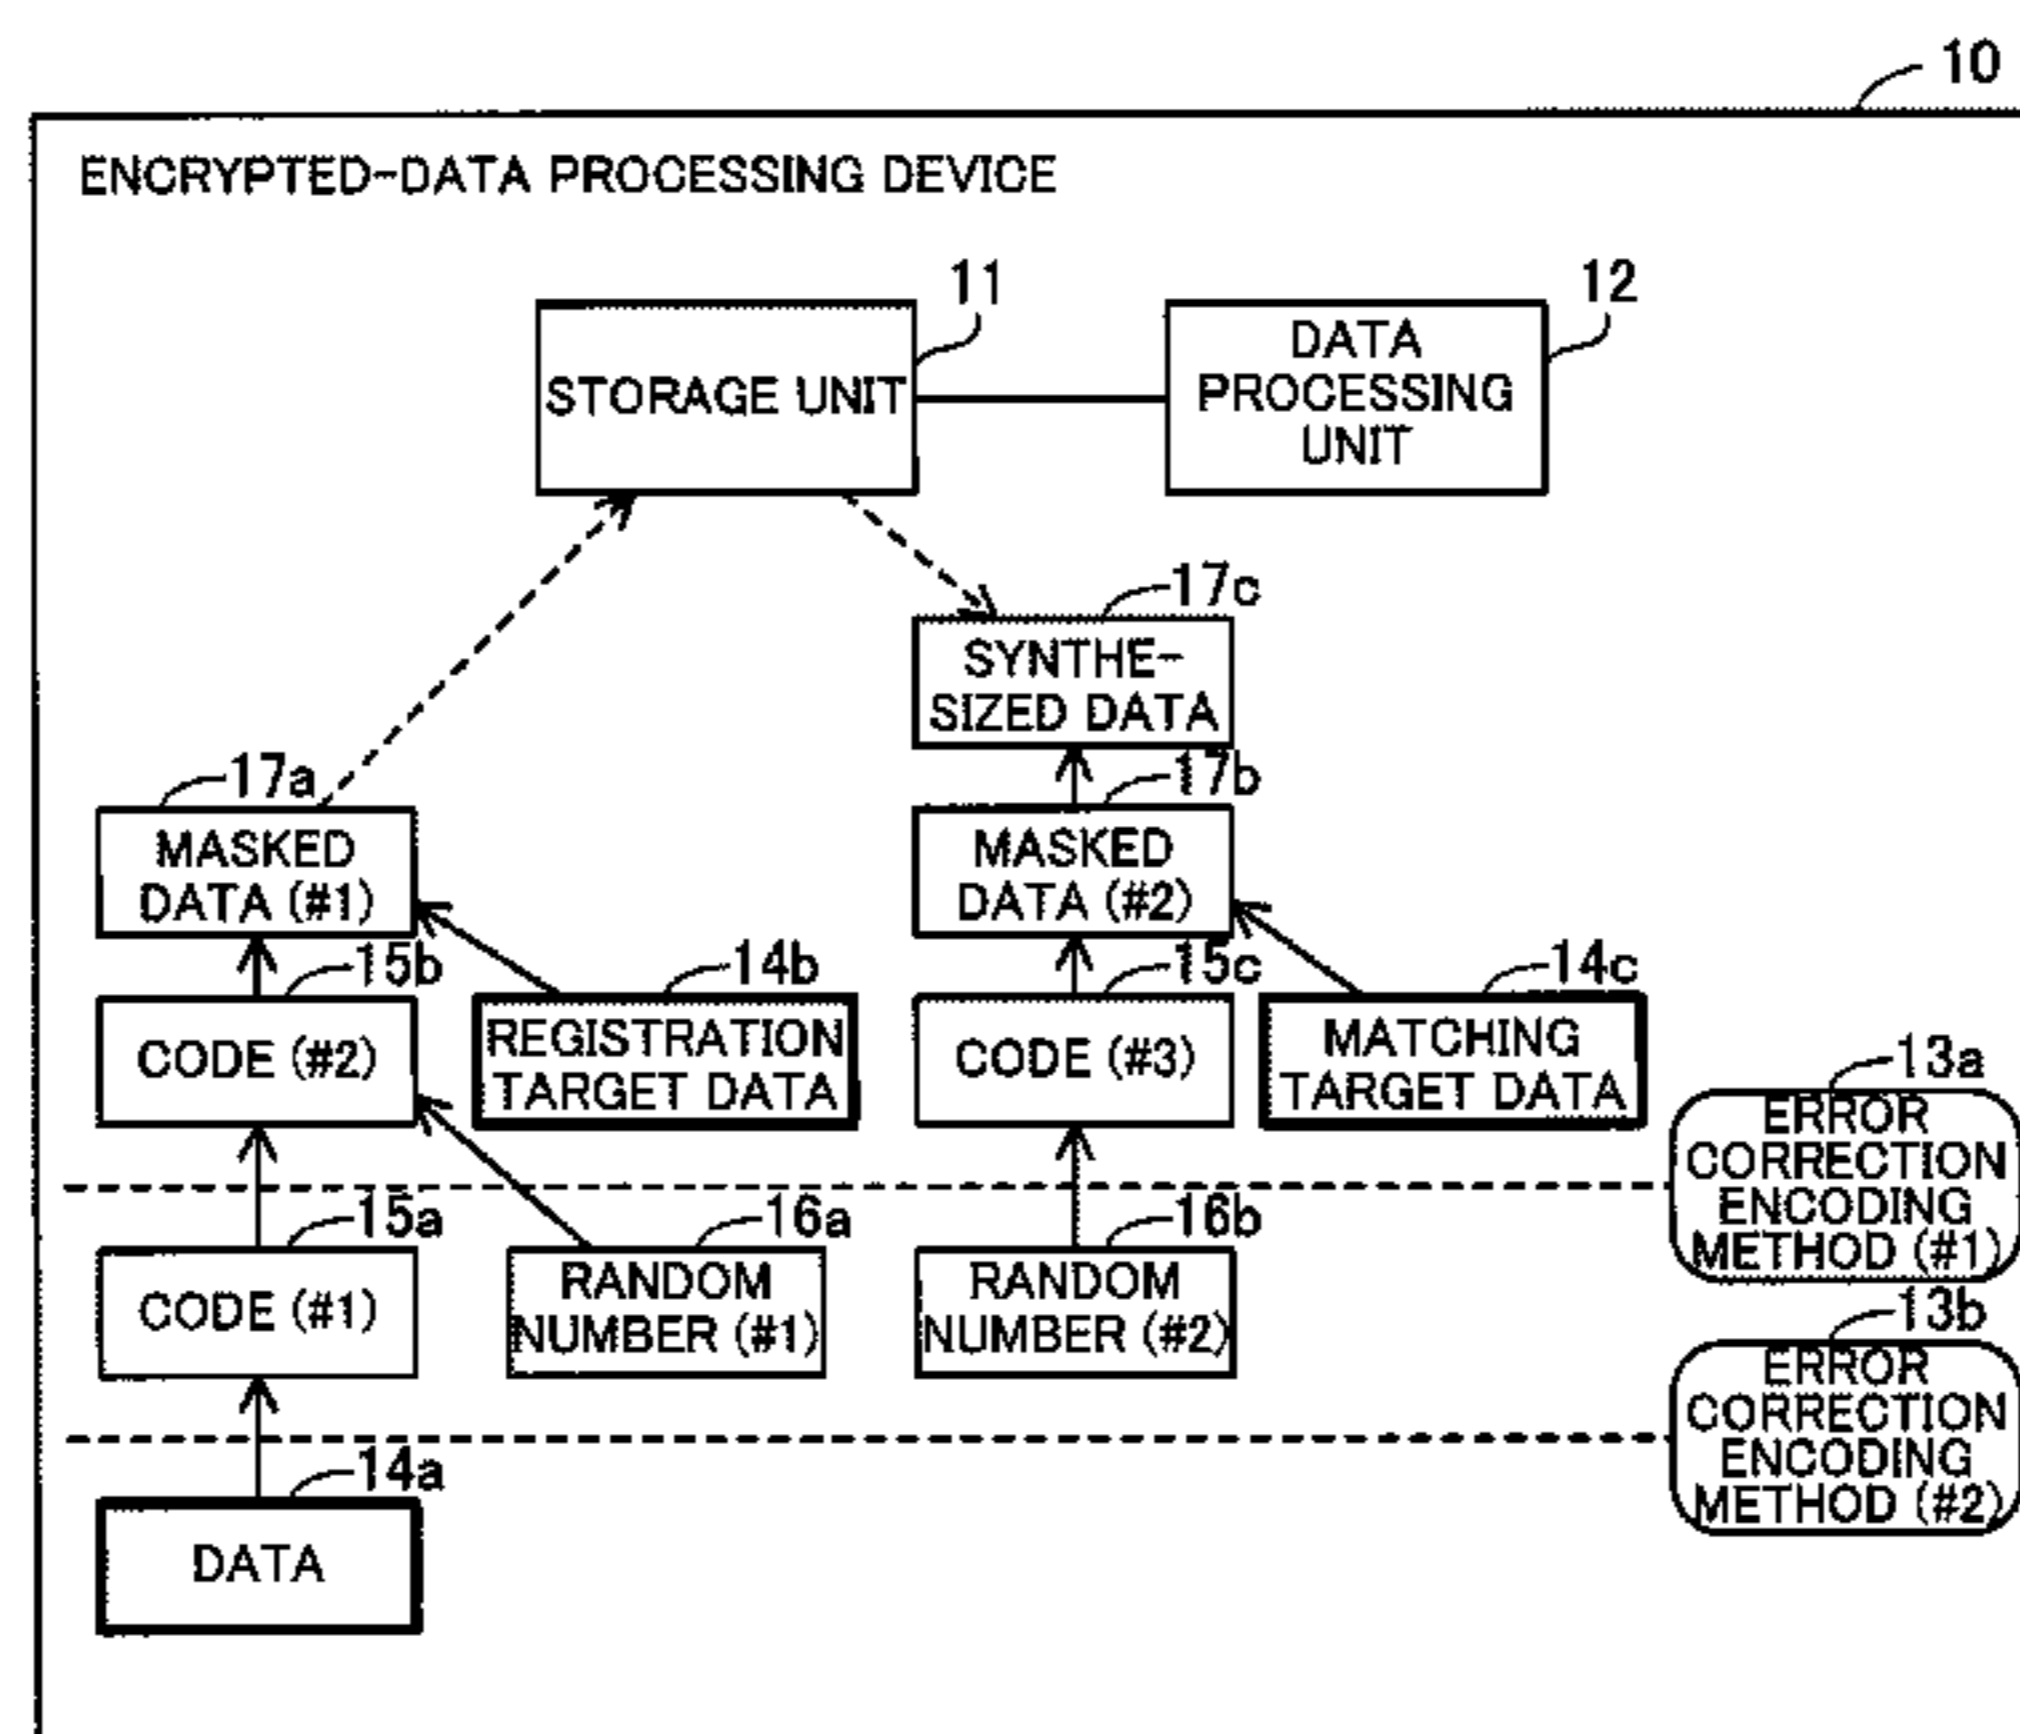 10
ENCRYPTED-DATA PROCESSING DEVICE
11
12
STORAGE UNIT
DATA
PROCESSING
UNIT
17c
SYNTHE-
SIZED DATA
17a
17b
MASKED
DATA (#1)
MASKED
DATA (#2)
15b
14b
15c
14c
CODE (#2)
REGISTRATION
TARGET DATA
CODE (#3)
MATCHING
TARGET DATA
13a
ERROR
CORRECTION
ENCODING
METHOD (#1)
15a
16a
16b
CODE (#1)
RANDOM
NUMBER (#1)
RANDOM
NUMBER (#2)
13b
ERROR
CORRECTION
ENCODING
METHOD (#2)
14a
DATA